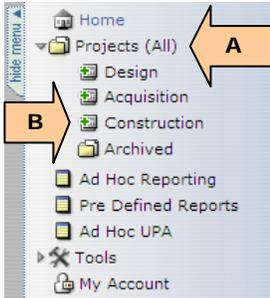 hide menu
Home
Projects (All)
A
Design
Acquisition
B
Construction
Archived
Ad Hoc Reporting
Pre Defined Reports
Ad Hoc UPA
Tools
My Account